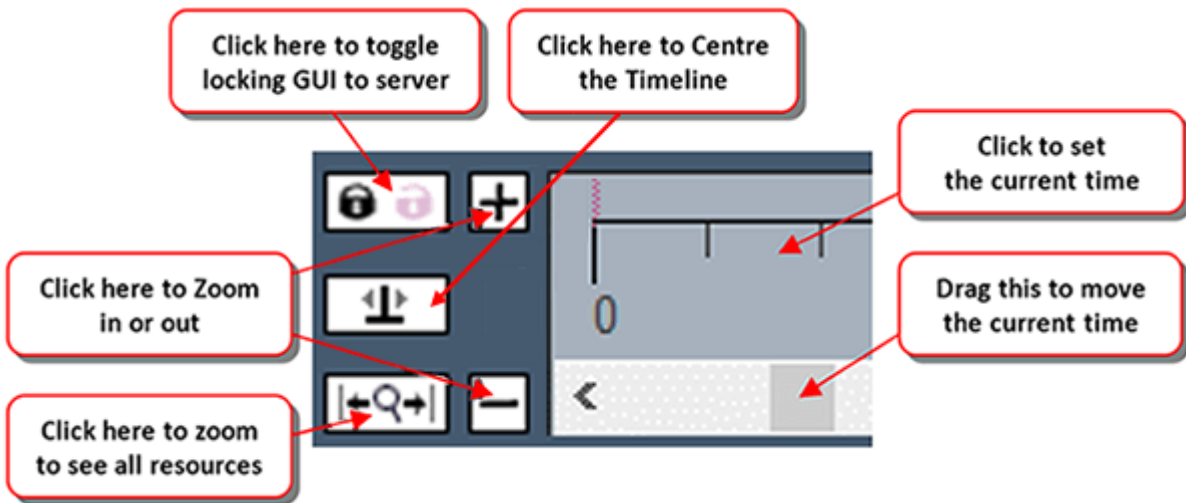 Click here to toggle
locking GUI to server
Click here to Centre
the Timeline
Click to set
the current time
Click here to Zoom
in or out
0
Drag this to move
the current time
Click here to zoom
to see all resources